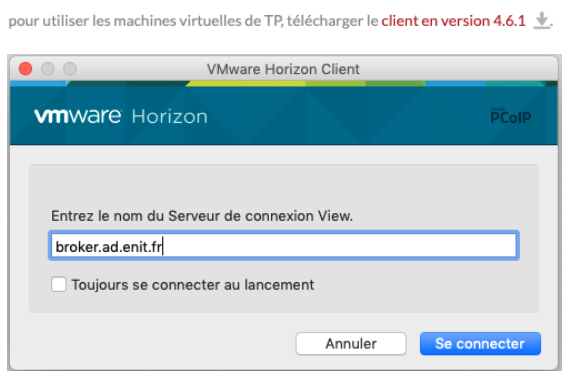 pour utiliser les machines virtuelles de TP, télécharger le client en version 4.6.1
VMware Horizon Client
vmware Horizon
PCoIP
Entrez le nom du Serveur de connexion View.
broker.ad.enit.fr
Toujours se connecter au lancement
Annuler
Se connecter